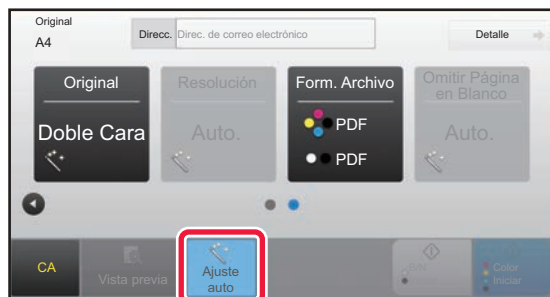 Original
A4
Direcc.
Direc. de correo electrónico
Detalle
Original
Doble Cara
Resolución
Auto.
Form. Archivo
PDF
PDF
Omitir Página
en Blanco
Auto.
CA
Vista previa
Ajuste
auto
Color
Iniciar